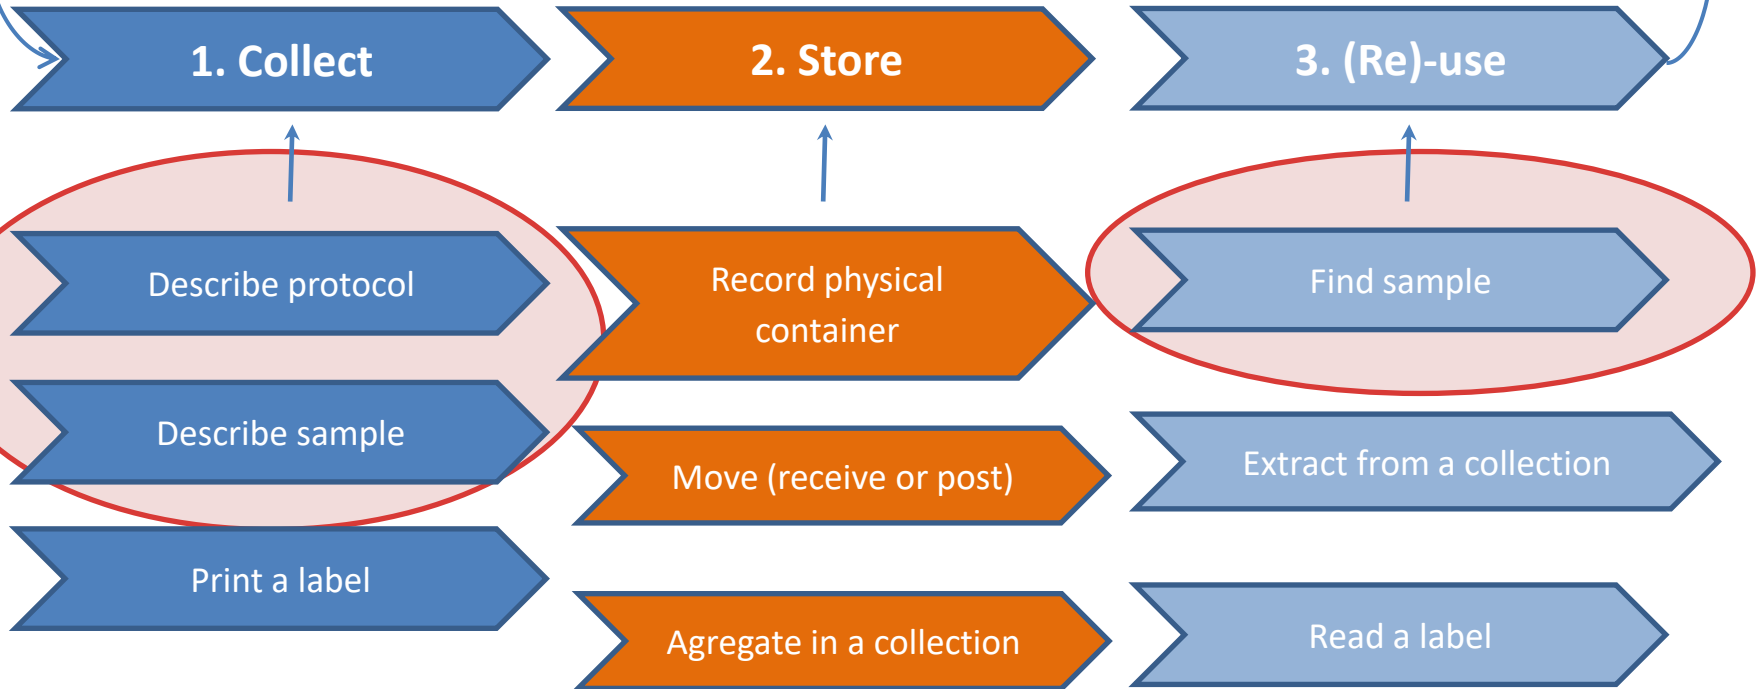 1. Collect
2. Store
3. (Re)-use
Describe protocol
Describe sample
Print a label
Record physical
container
Move (receive or post)
Agregate in a collection
Find sample
Extract from a collection
Read a label